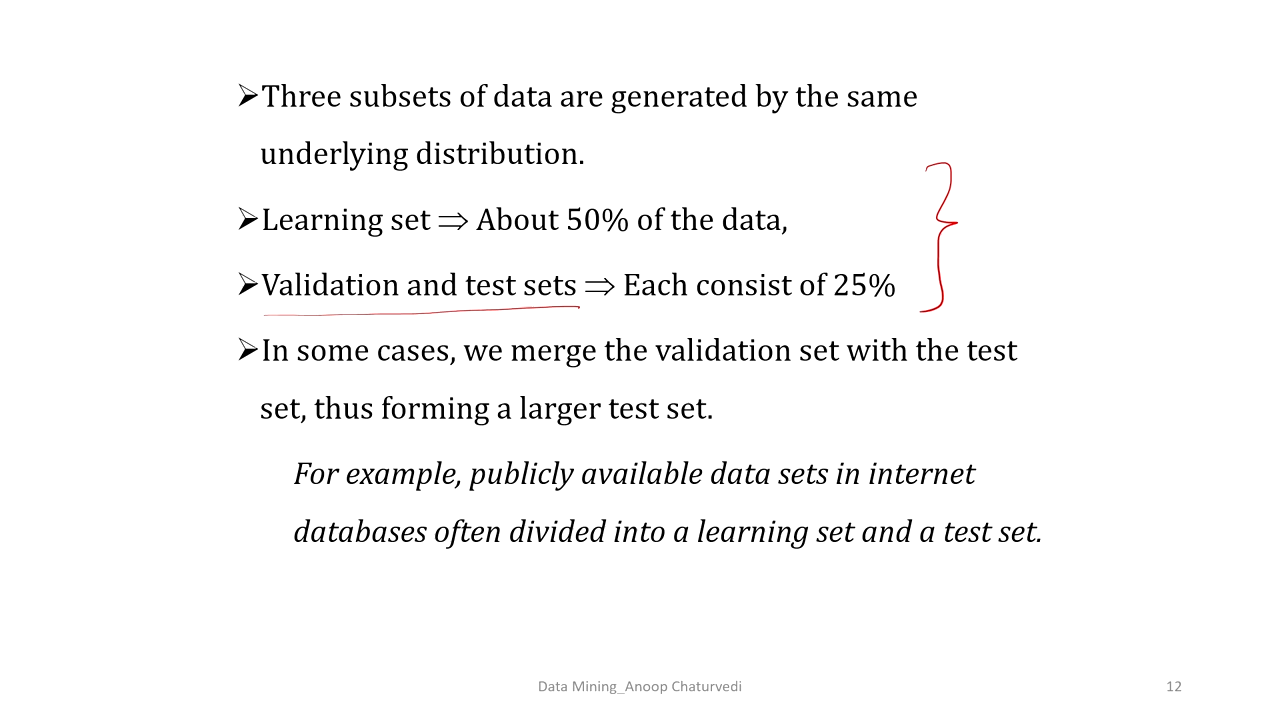 ➢Three subsets of data are generated by the same
underlying distribution.
➢Learning set ⟹ About 50% of the data,
➢Validation and test sets ⟹ Each consist of 25%
➢In some cases, we merge the validation set with the test
set, thus forming a larger test set.
For example, publicly available data sets in internet
databases often divided into a learning set and a test set.
Data Mining_Anoop Chaturvedi
12